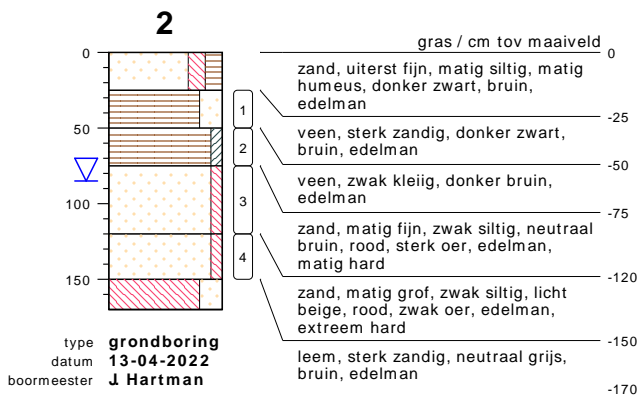 2
gras / cm tov maaiveld
0
0
zand, uiterst fijn, matig siltig, matig
humeus, donker zwart, bruin,
edelman
-25
1
50
veen, sterk zandig, donker zwart,
bruin, edelman
-50
2
veen, zwak kleiig, donker bruin,
edelman
-75
100
3
zand, matig fijn, zwak siltig, neutraal
bruin, rood, sterk oer, edelman,
matig hard
-120
4
150
zand, matig grof, zwak siltig, licht
beige, rood, zwak oer, edelman,
extreem hard
-150
leem, sterk zandig, neutraal grijs,
bruin, edelman
-170
type grondboring
datum 13-04-2022
boormeester J. Hartman